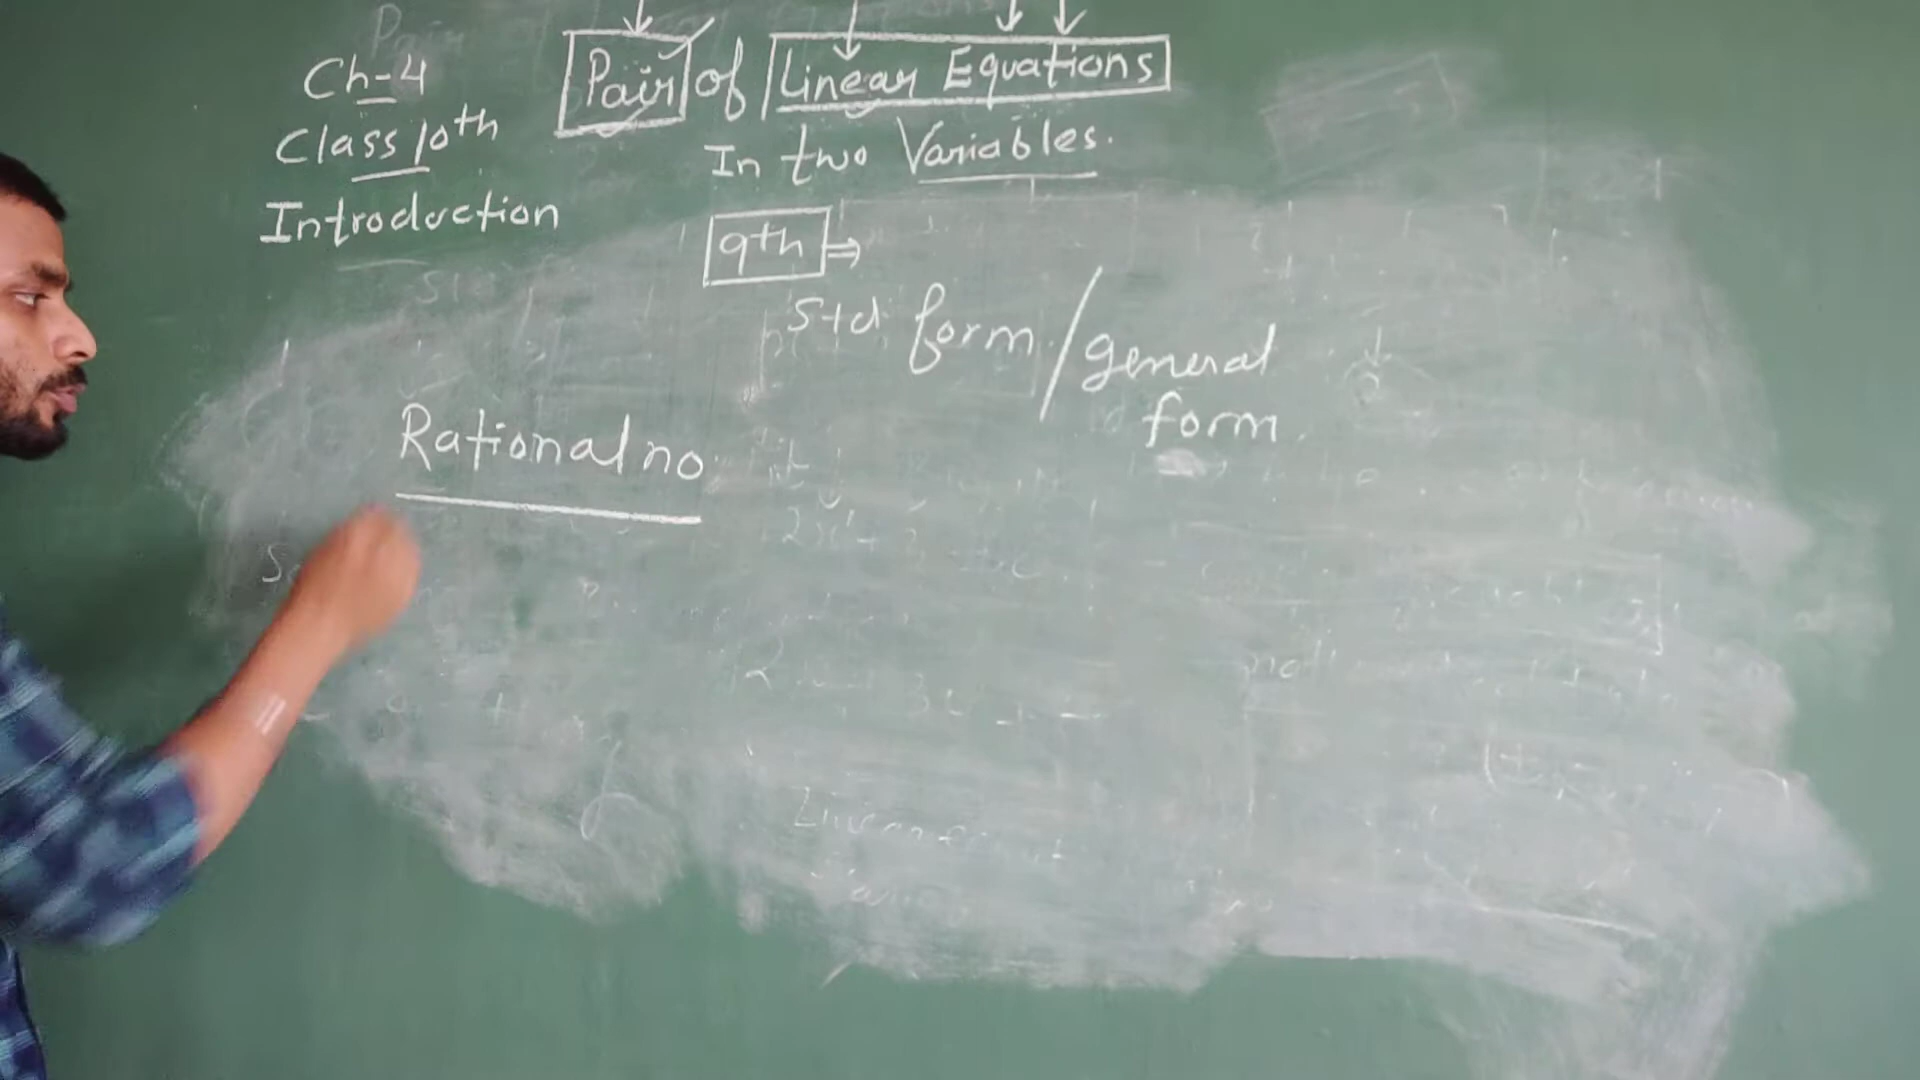 Ch-4
Class 10th
Introduction
Pair of Linear Equations
In two Variables.
9th ⇒
Std form / general
form.
Rational no.